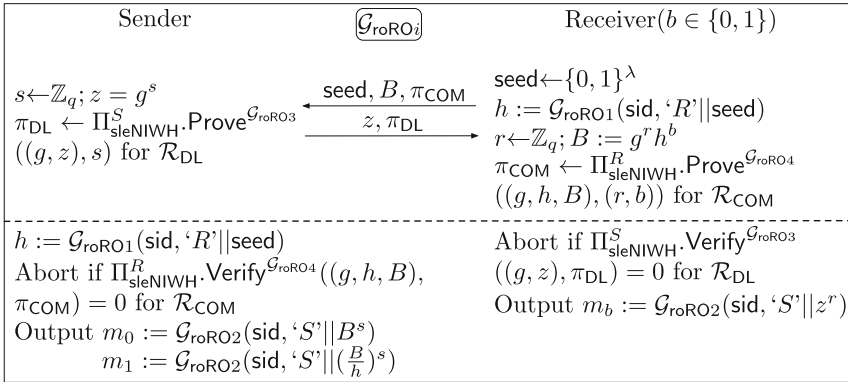 Sender
𝒢_roROi
Receiver(b ∈ {0, 1})
s←ℤ_q; z = g^s
π_DL ← Π^S_sleNIWH.Prove^{𝒢_roRO3}
((g, z), s) for ℛ_DL
seed, B, π_COM
z, π_DL
seed←{0, 1}^λ
h := 𝒢_roRO1(sid, ‘R’||seed)
r←ℤ_q; B := g^r h^b
π_COM ← Π^R_sleNIWH.Prove^{𝒢_roRO4}
((g, h, B), (r, b)) for ℛ_COM
h := 𝒢_roRO1(sid, ‘R’||seed)
Abort if Π^R_sleNIWH.Verify^{𝒢_roRO4}((g, h, B),
π_COM) = 0 for ℛ_COM
Output m_0 := 𝒢_roRO2(sid, ‘S’||B^s)
m_1 := 𝒢_roRO2(sid, ‘S’||(B/h)^s)
Abort if Π^S_sleNIWH.Verify^{𝒢_roRO3}
((g, z), π_DL) = 0 for ℛ_DL
Output m_b := 𝒢_roRO2(sid, ‘S’||z^r)